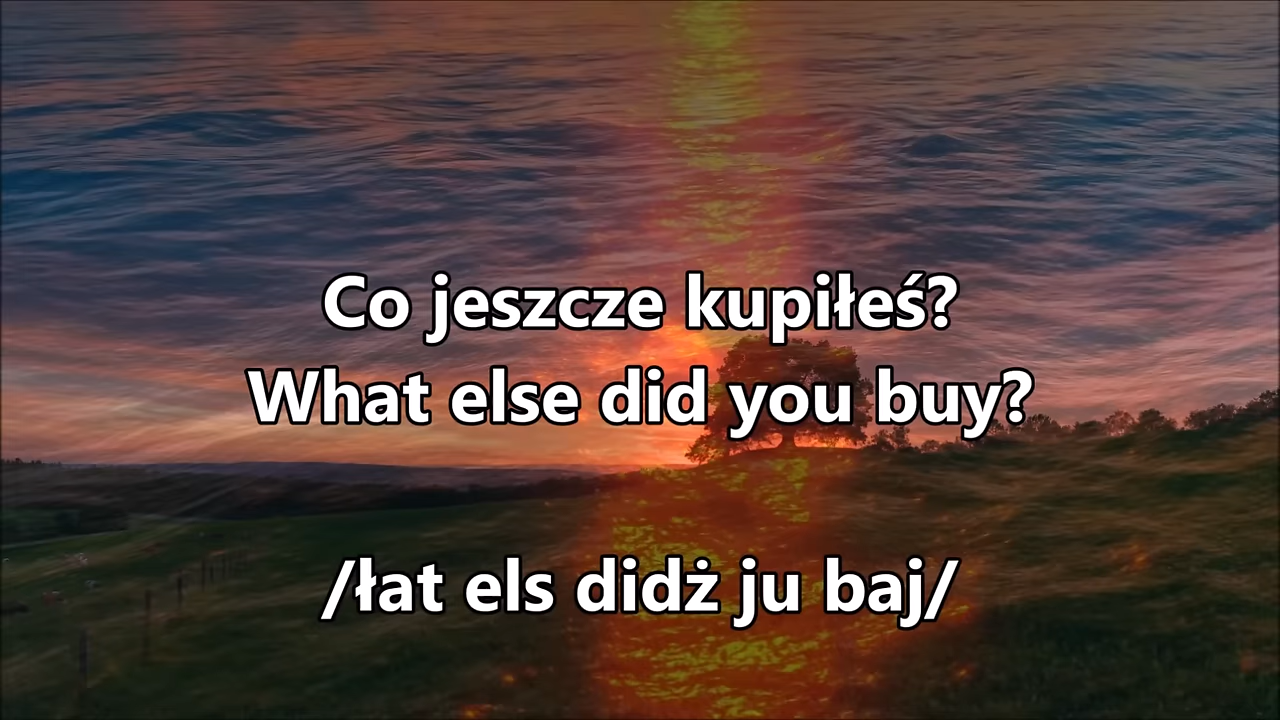 Co jeszcze kupiłeś?
What else did you buy?
/łat els didż ju baj/